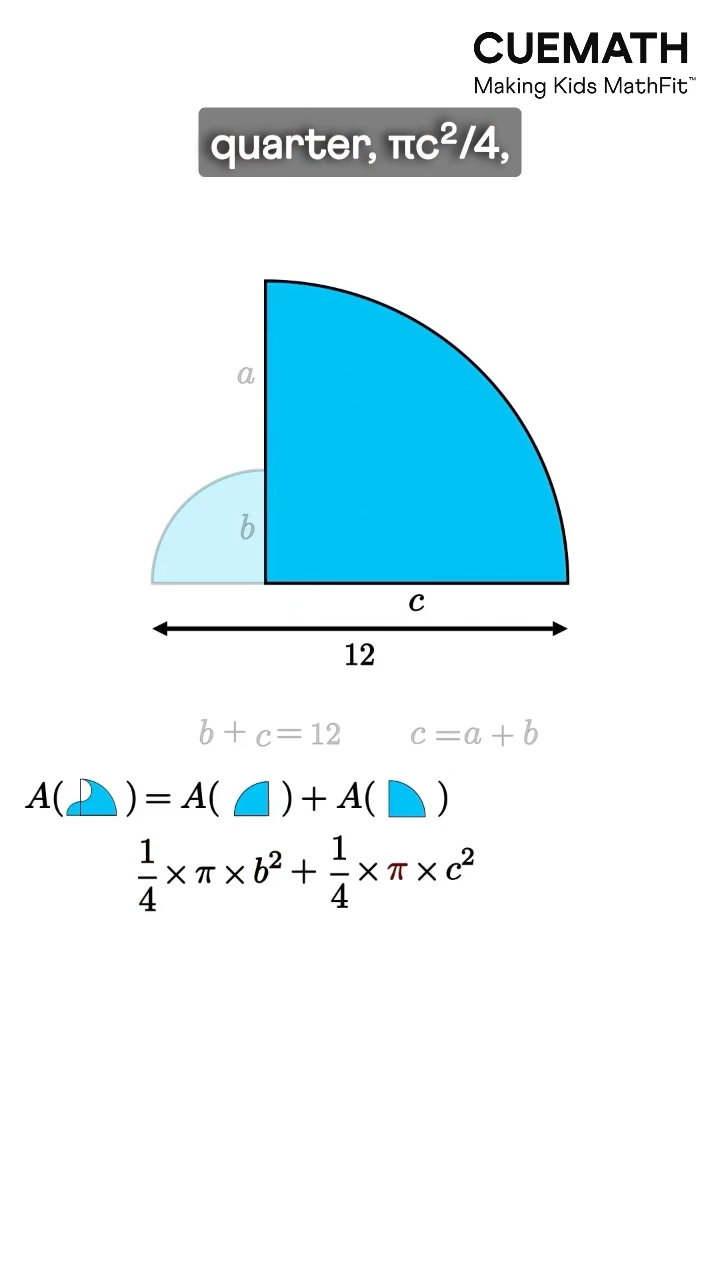 CUEMATH
Making Kids MathFit™
quarter, πc²/4,
a
b
c
12
b + c = 12
c = a + b
A( ) = A( ) + A( )
1/4 × π × b² + 1/4 × π × c²